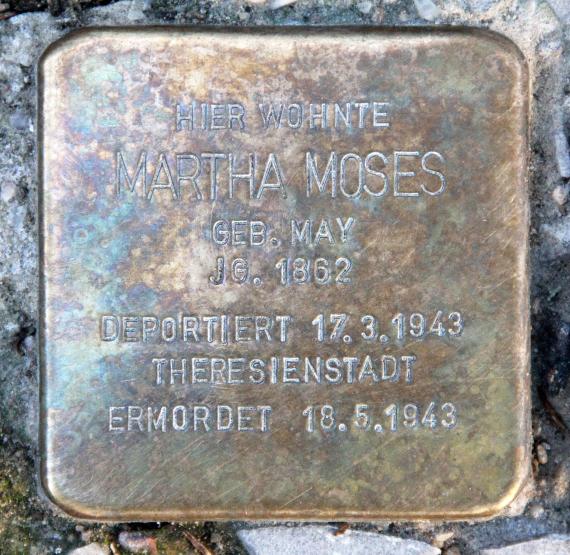 HIER WOHNTE
MARTHA MOSES
GEB. MAY
JG. 1862
DEPORTIERT 17.3.1943
THERESIENSTADT
ERMORDET 18.5.1943